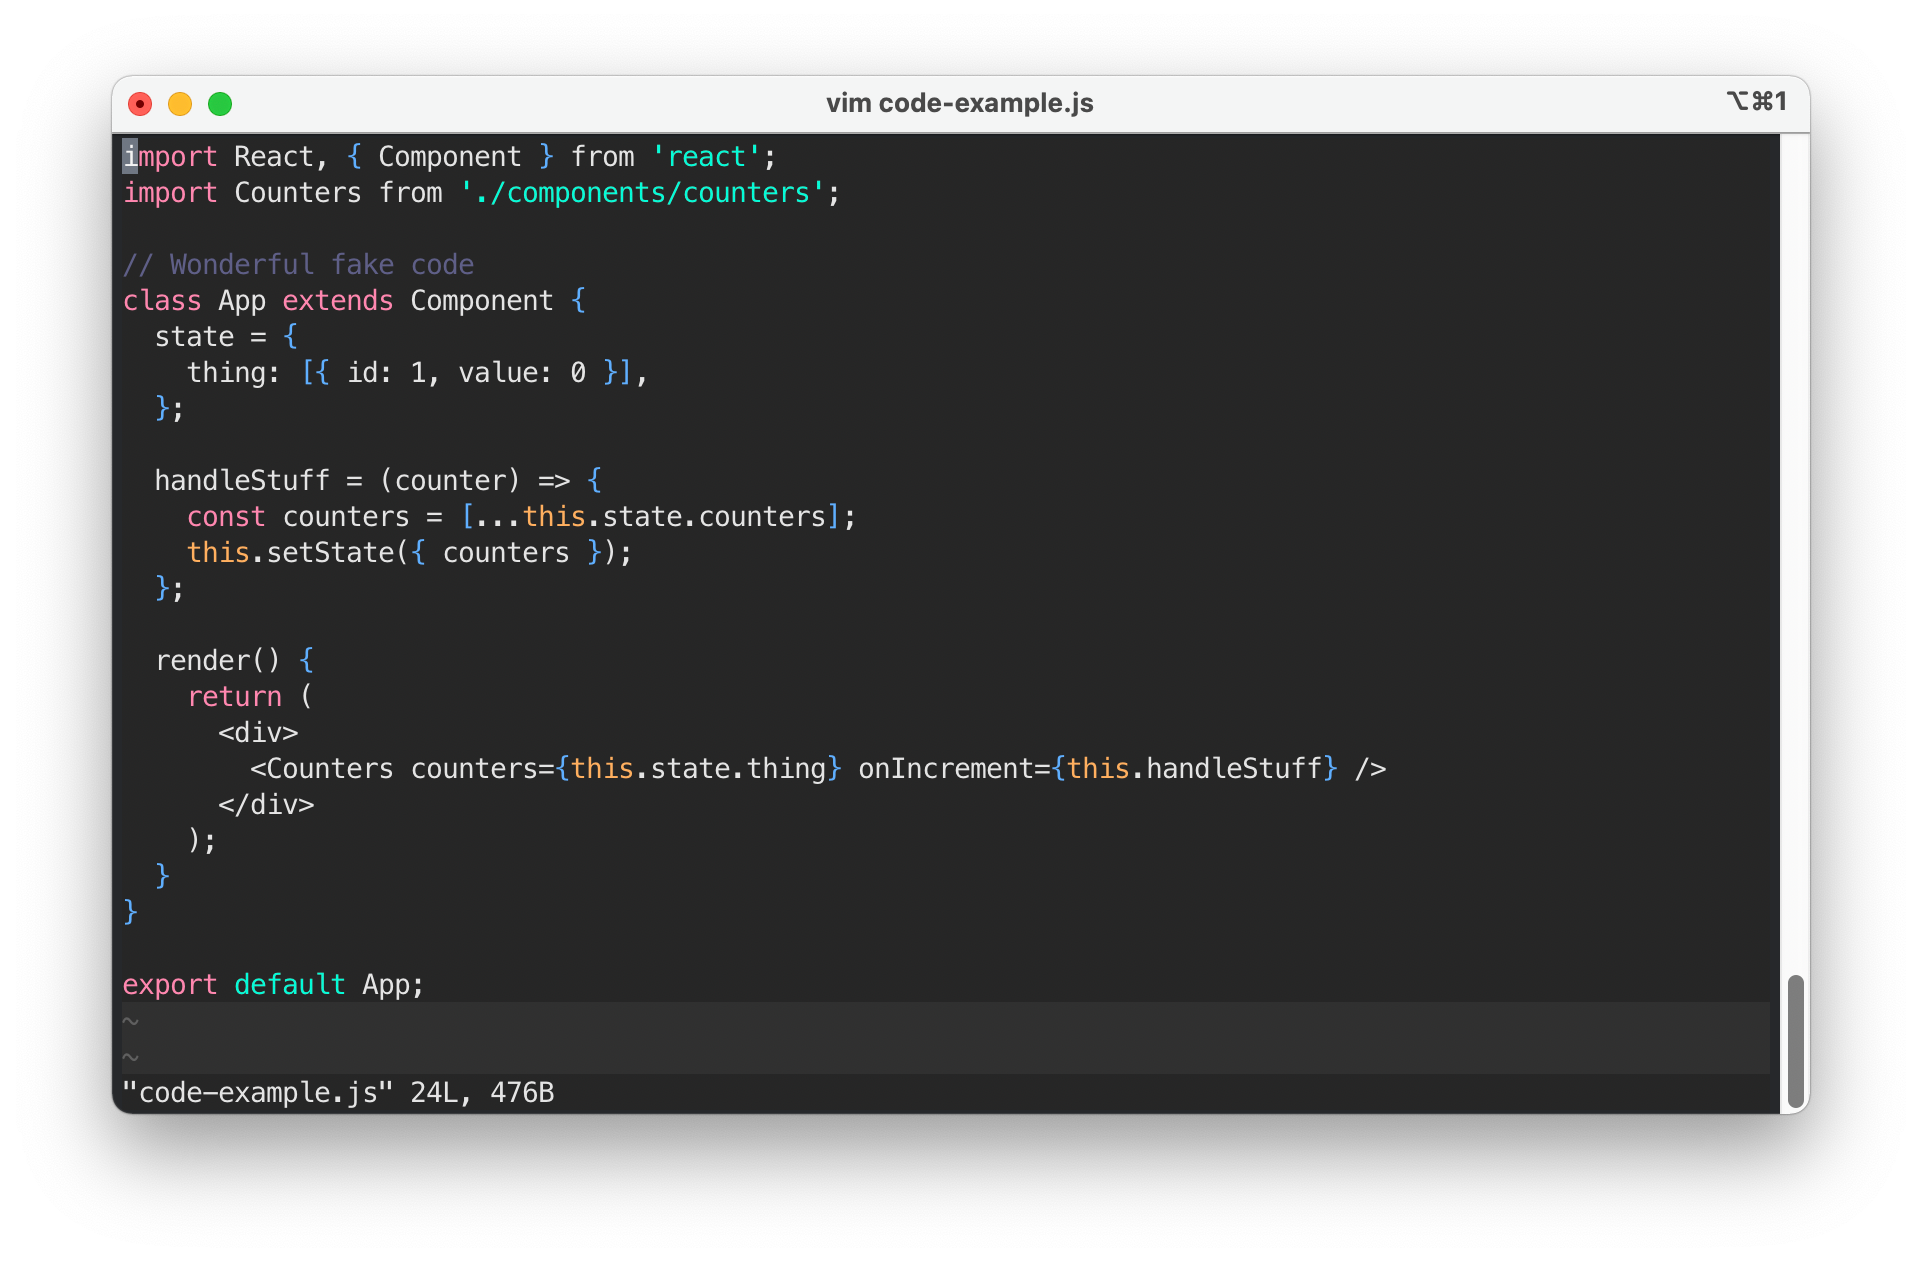 vim code-example.js
⌥⌘1
import React, { Component } from 'react';
import Counters from './components/counters';

// Wonderful fake code
class App extends Component {
  state = {
    thing: [{ id: 1, value: 0 }],
  };

  handleStuff = (counter) => {
    const counters = [...this.state.counters];
    this.setState({ counters });
  };

  render() {
    return (
      <div>
        <Counters counters={this.state.thing} onIncrement={this.handleStuff} />
      </div>
    );
  }
}

export default App;
~
~
"code-example.js" 24L, 476B